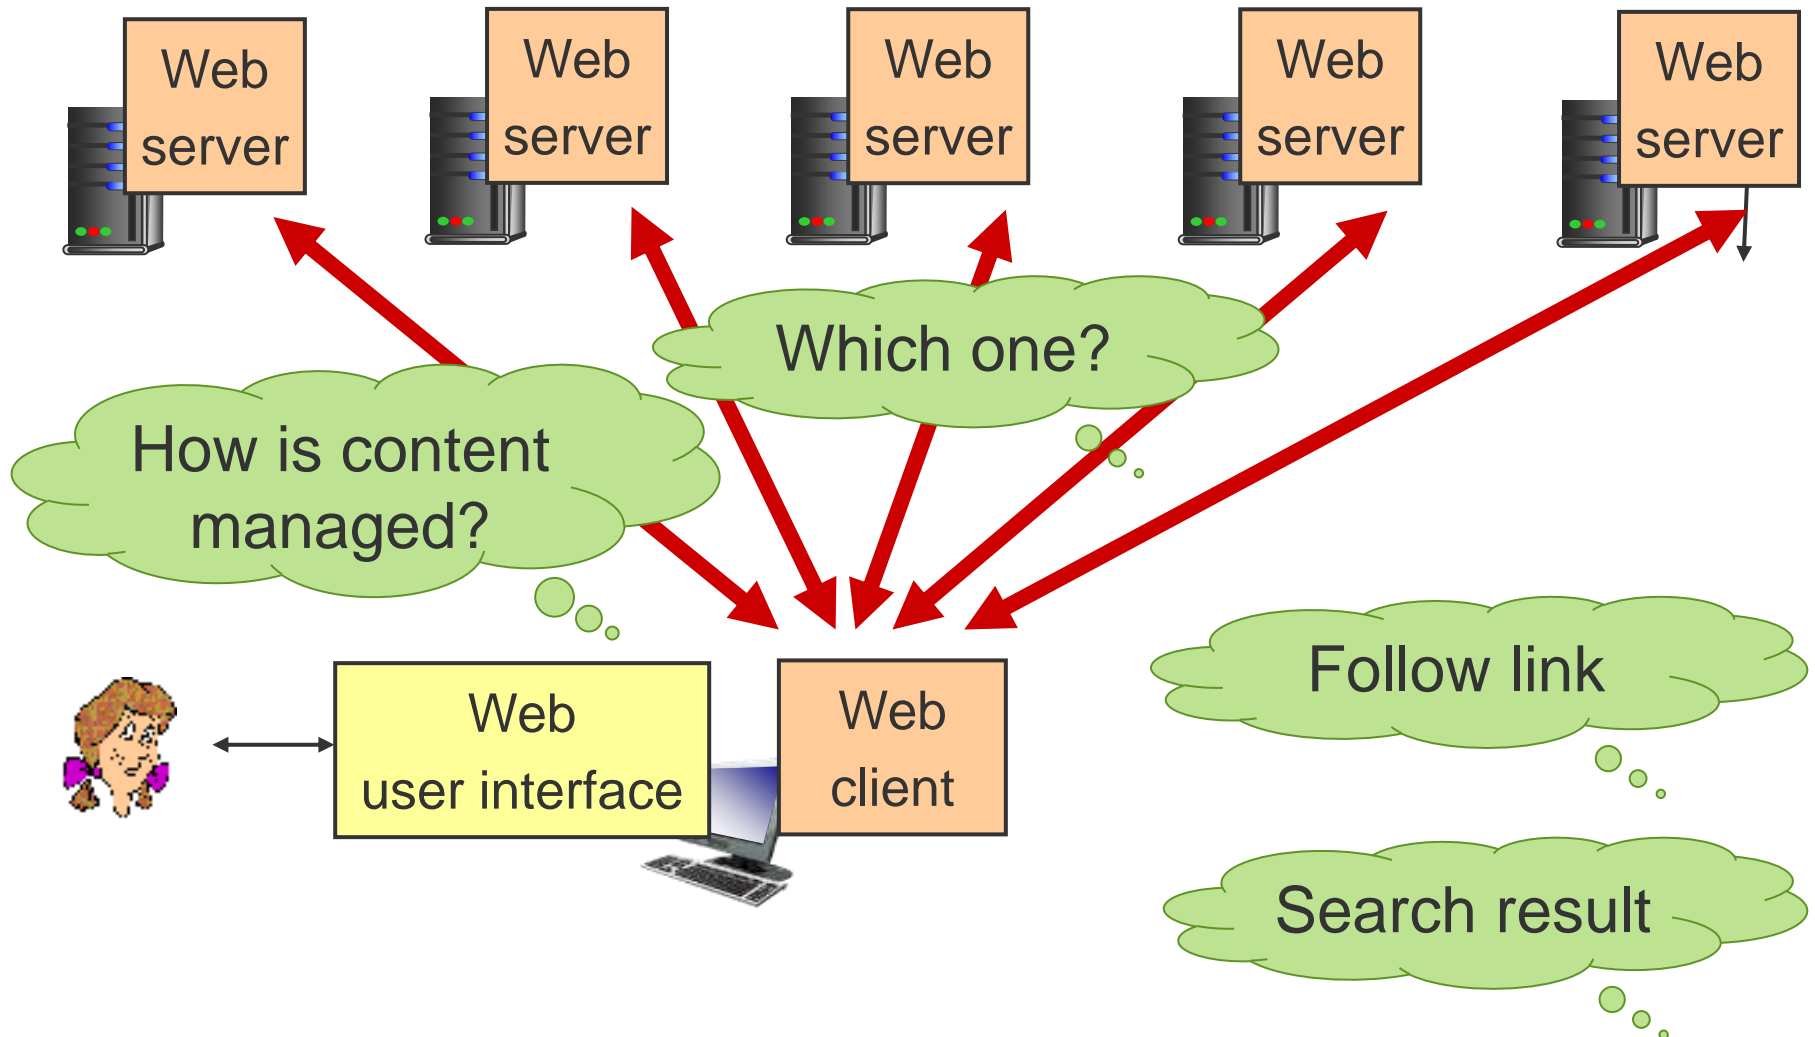 Web
server
Web
server
Web
server
Web
server
Web
server
Which one?
How is content
managed?
Follow link
Web
user interface
Web
client
Search result